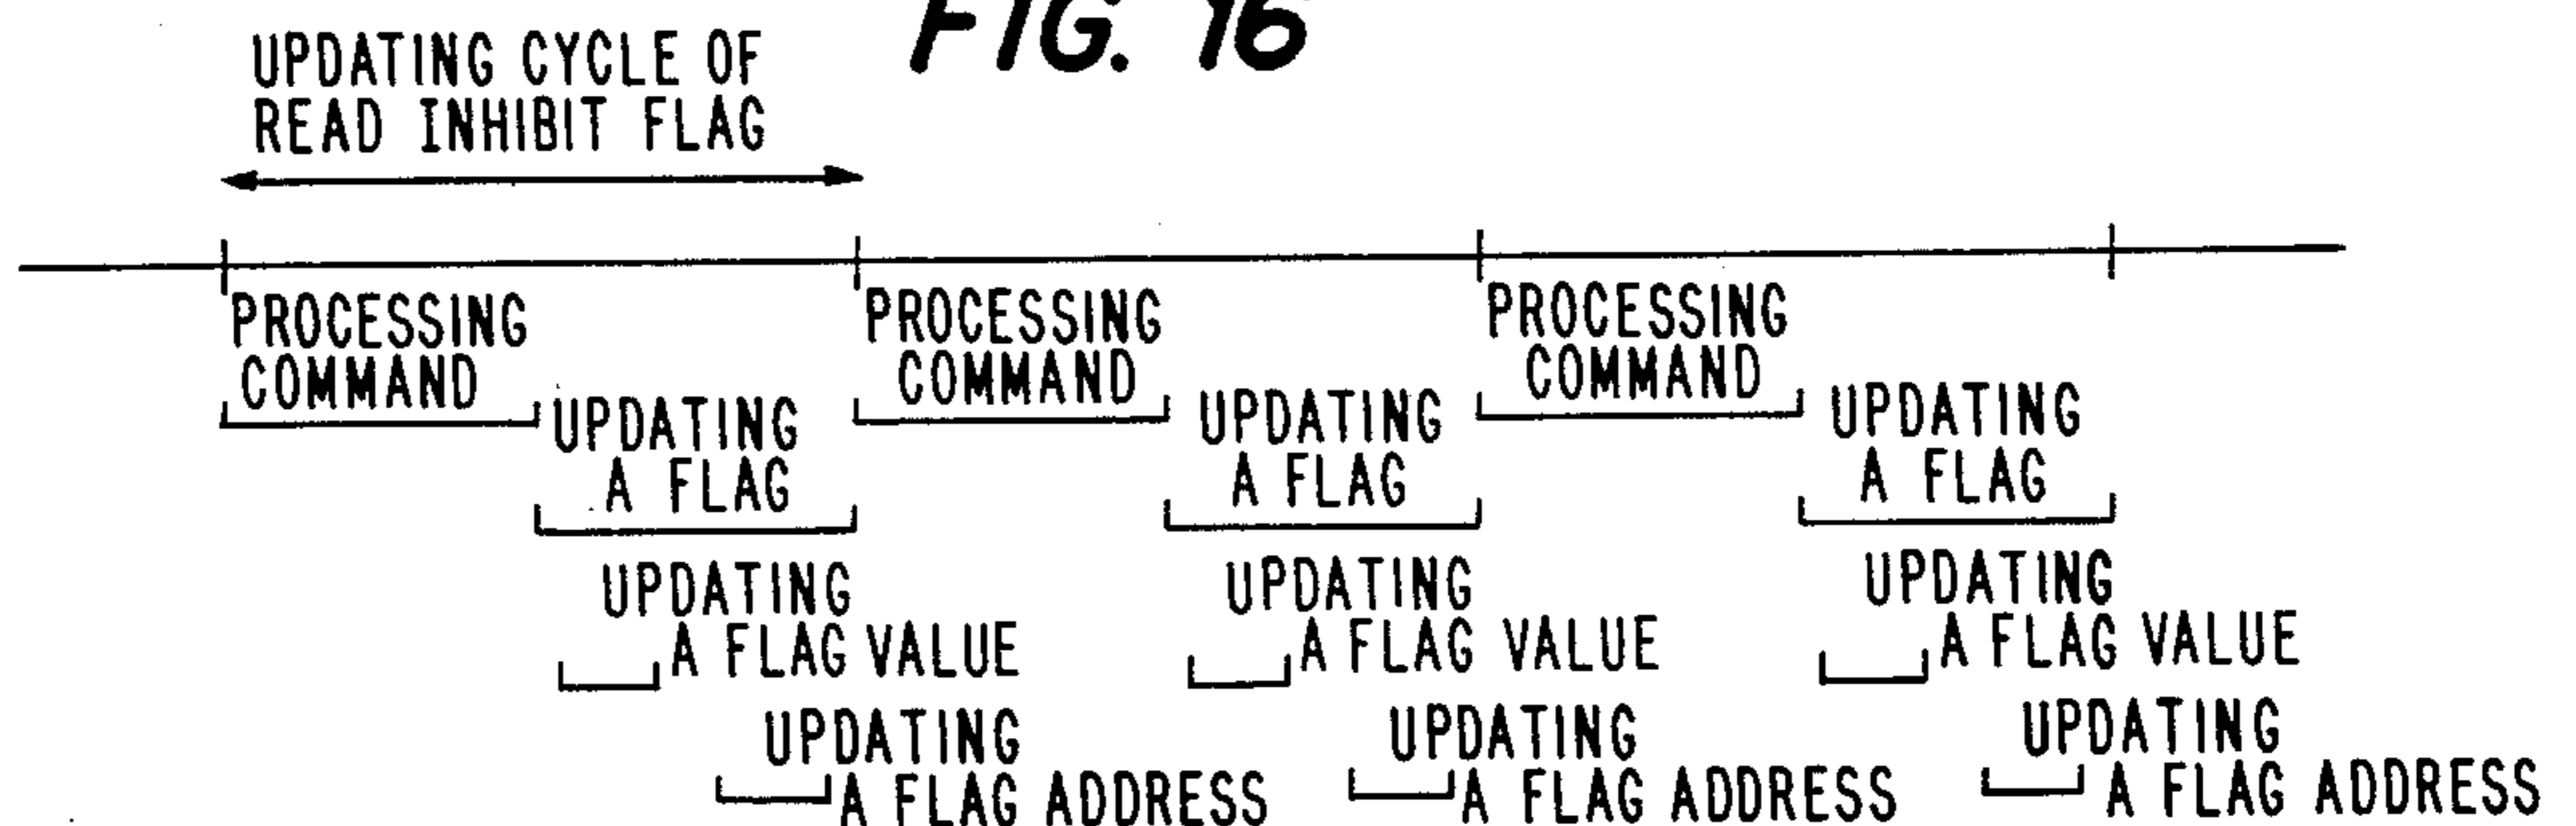 FIG. 16
UPDATING CYCLE OF
READ INHIBIT FLAG
PROCESSING
COMMAND
PROCESSING
COMMAND
PROCESSING
COMMAND
UPDATING
A FLAG
UPDATING
A FLAG
UPDATING
A FLAG
UPDATING
A FLAG VALUE
UPDATING
A FLAG VALUE
UPDATING
A FLAG VALUE
UPDATING
A FLAG ADDRESS
UPDATING
A FLAG ADDRESS
UPDATING
A FLAG ADDRESS